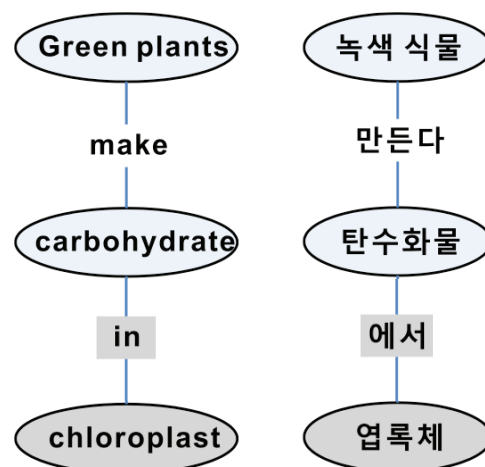 Green plants
make
carbohydrate
in
chloroplast
녹색 식물
만든다
탄수화물
에서
엽록체